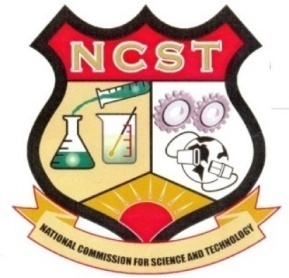 NCST
NATIONAL COMMISSION FOR SCIENCE AND TECHNOLOGY